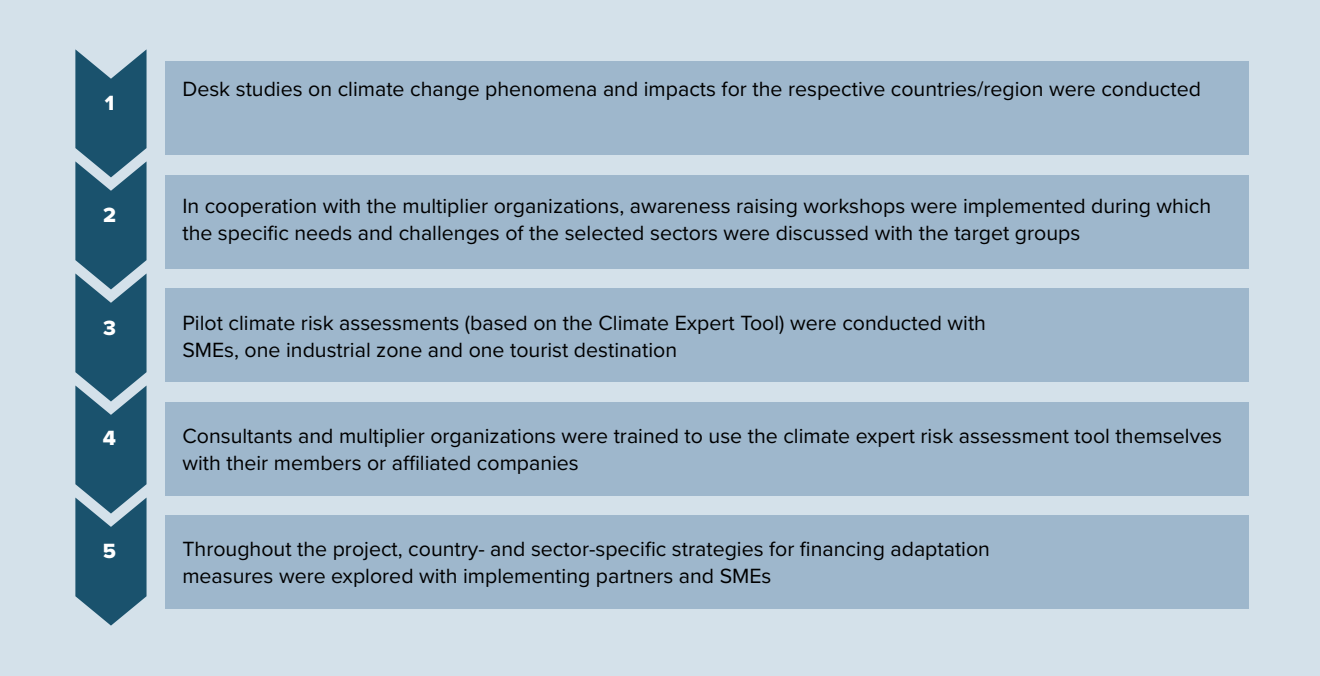 1
Desk studies on climate change phenomena and impacts for the respective countries/region were conducted
2
In cooperation with the multiplier organizations, awareness raising workshops were implemented during which
the specific needs and challenges of the selected sectors were discussed with the target groups
3
Pilot climate risk assessments (based on the Climate Expert Tool) were conducted with
SMEs, one industrial zone and one tourist destination
4
Consultants and multiplier organizations were trained to use the climate expert risk assessment tool themselves
with their members or affiliated companies
5
Throughout the project, country- and sector-specific strategies for financing adaptation
measures were explored with implementing partners and SMEs